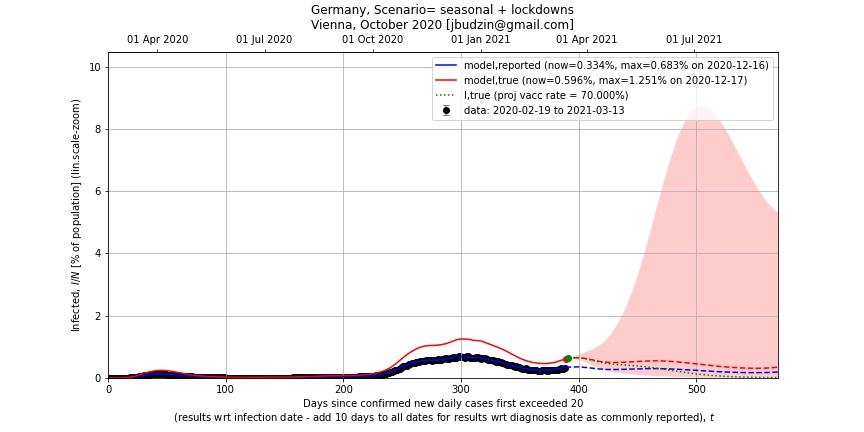 Germany, Scenario= seasonal + lockdowns
Vienna, October 2020 [jbudzin@gmail.com]
01 Apr 2020 01 Jul 2020 01 Oct 2020 01 Jan 2021 01 Apr 2021 01 Jul 2021
model,reported (now=0.334%, max=0.683% on 2020-12-16)
model,true (now=0.596%, max=1.251% on 2020-12-17)
I,true (proj vacc rate = 70.000%)
data: 2020-02-19 to 2021-03-13
Infected, I/N [% of population] (lin.scale-zoom)
10
8
6
4
2
0
0 100 200 300 400 500
Days since confirmed new daily cases first exceeded 20
(results wrt infection date - add 10 days to all dates for results wrt diagnosis date as commonly reported), t